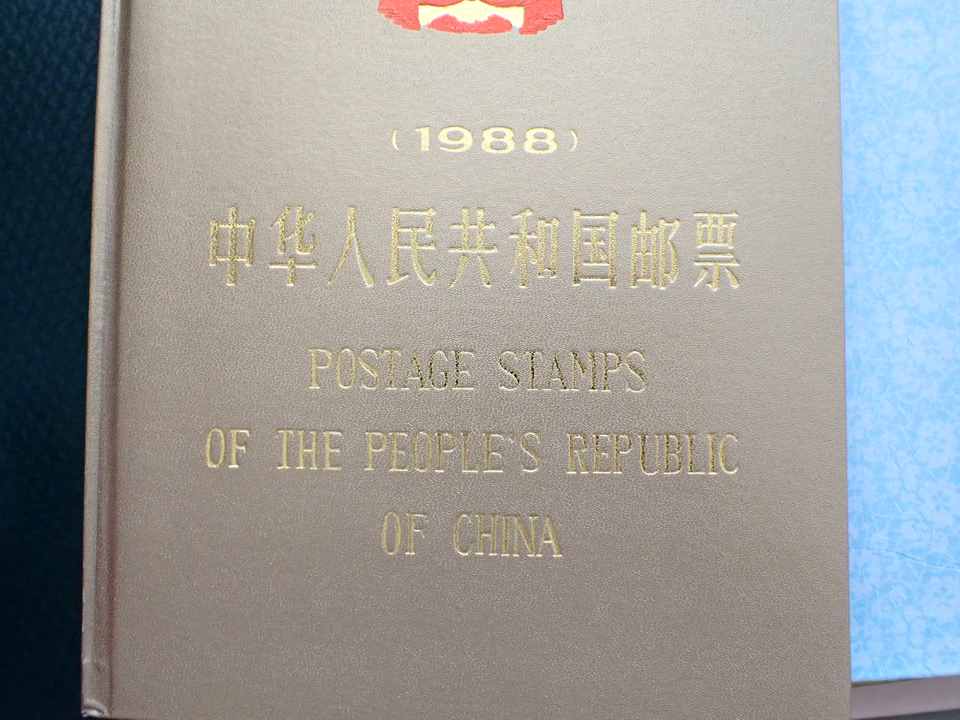 (1988)
中华人民共和国邮票
POSTAGE STAMPS
OF THE PEOPLE'S REPUBLIC
OF CHINA